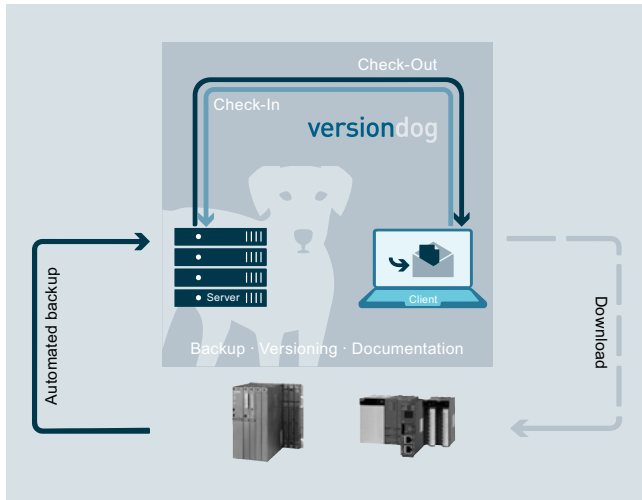 Check-Out
Check-In
versiondog
Server
Client
Backup · Versioning · Documentation
Automated backup
Download